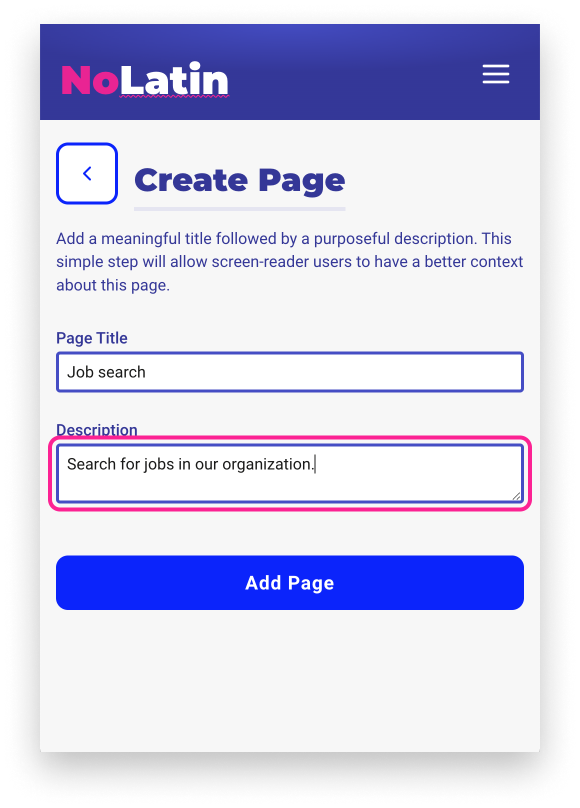 NoLatin
Create Page
Add a meaningful title followed by a purposeful description. This
simple step will allow screen-reader users to have a better context
about this page.
Page Title
Job search
Description
Search for jobs in our organization.
Add Page